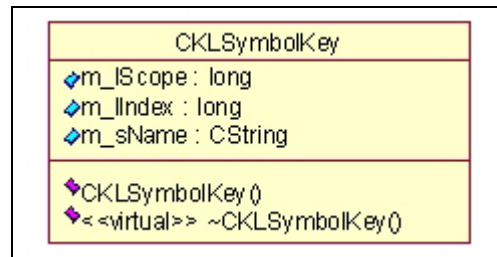 CKLSymbolKey
m_lScope : long
m_lIndex : long
m_sName : CString
CKLSymbolKey()
<<virtual>> ~CKLSymbolKey()